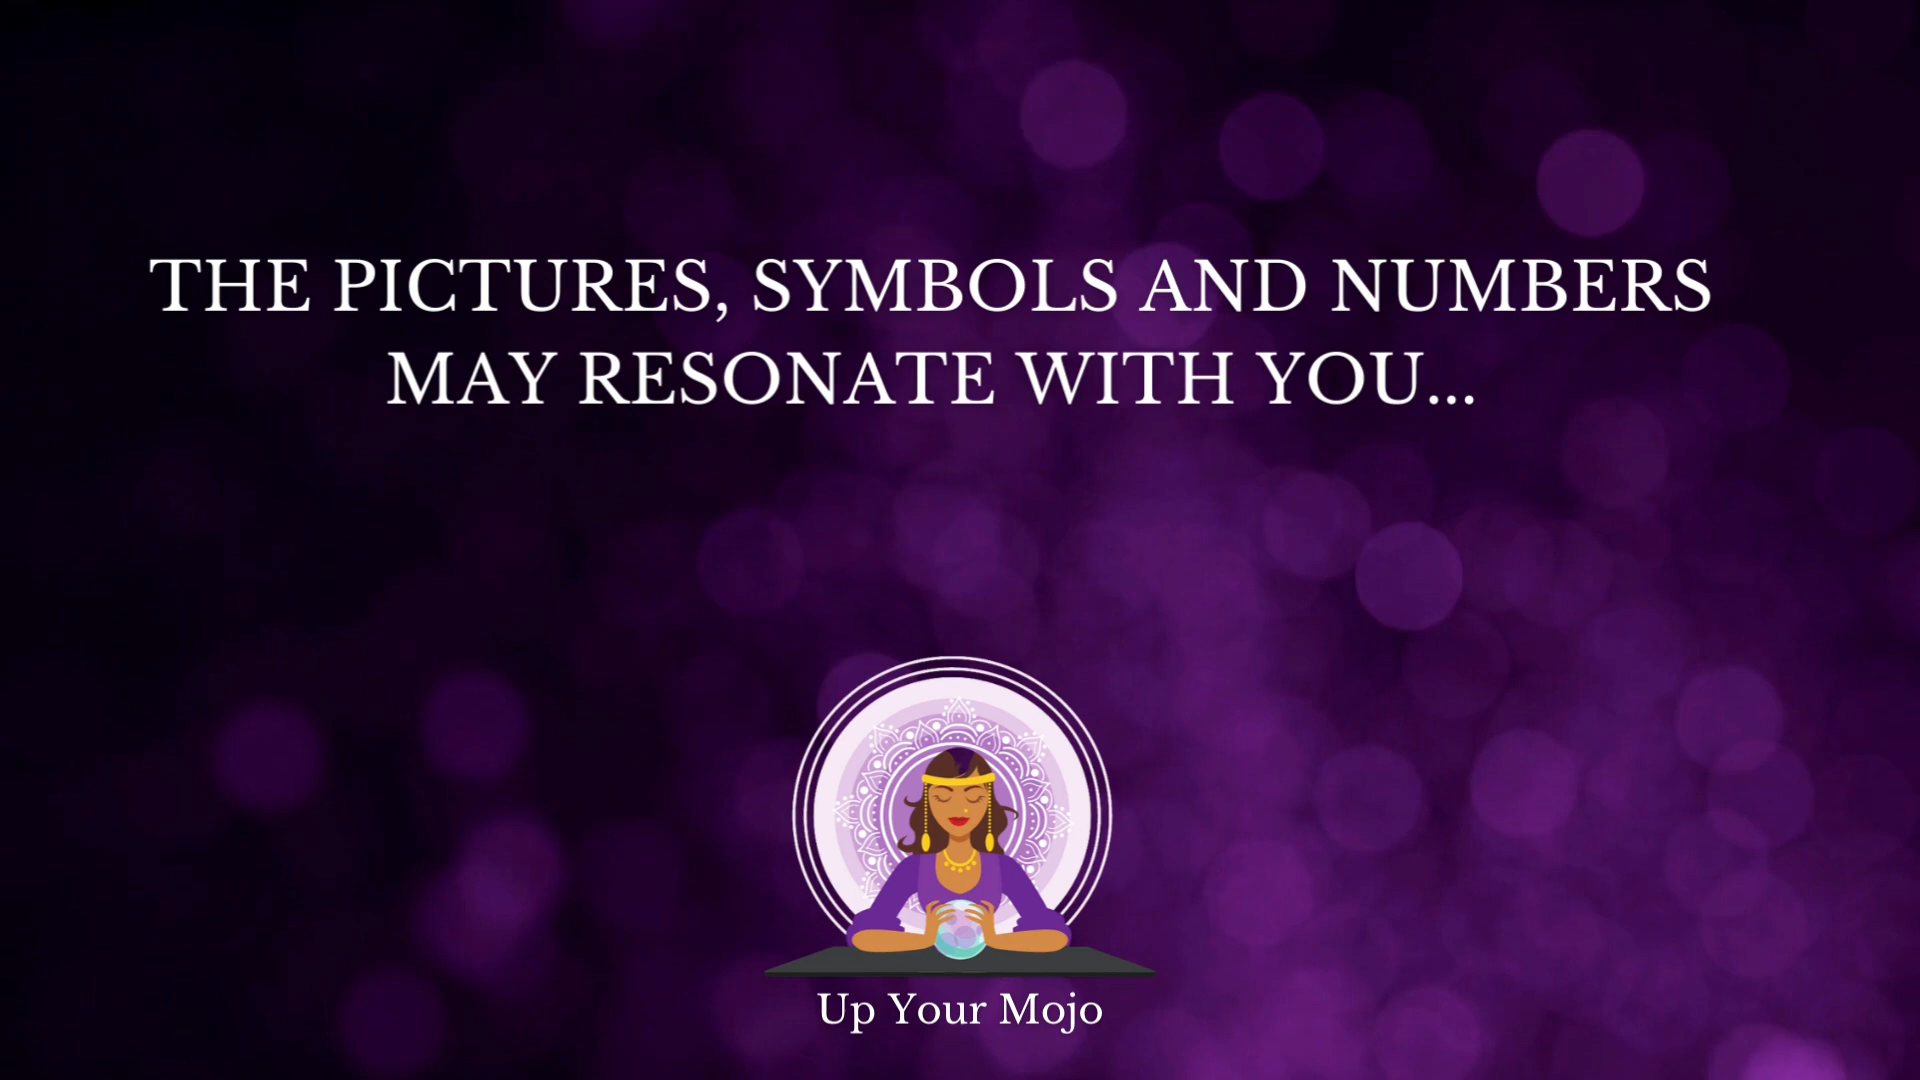 THE PICTURES, SYMBOLS AND NUMBERS
MAY RESONATE WITH YOU...
Up Your Mojo